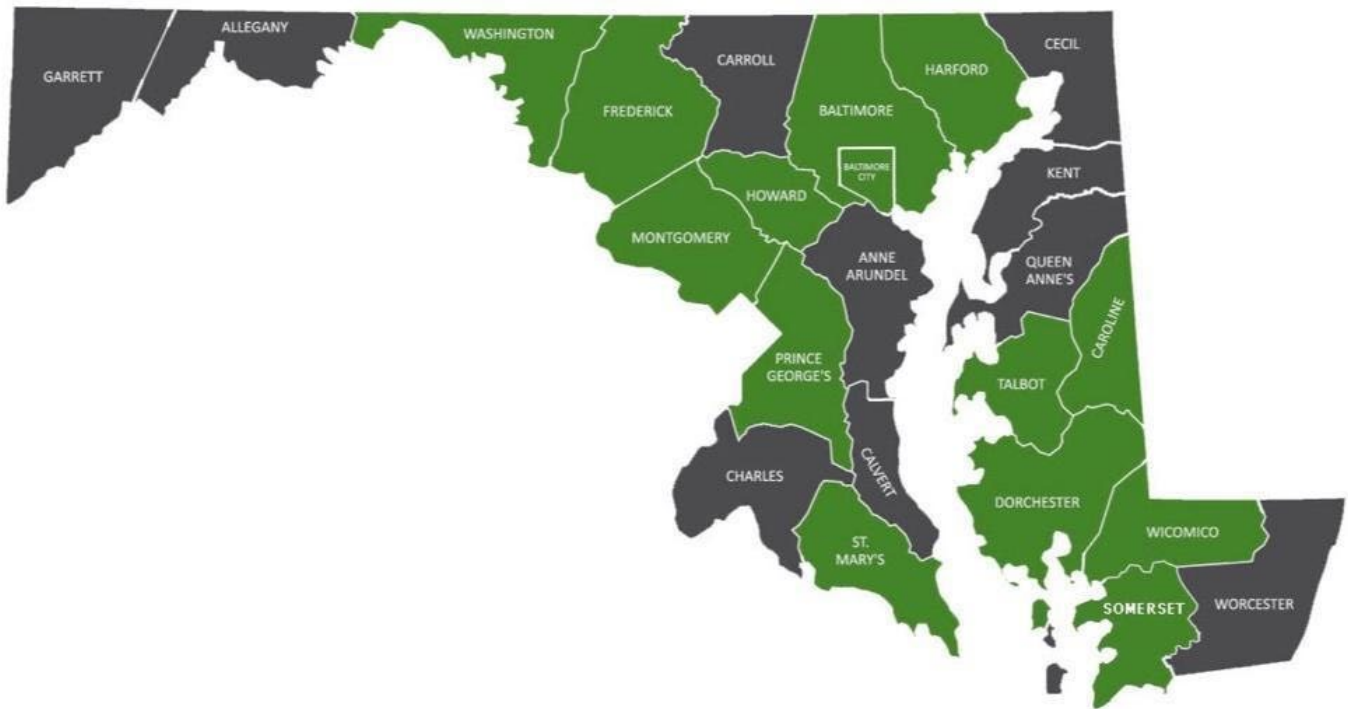 ALLEGANY
WASHINGTON
GARRETT
CARROLL
CECIL
HARFORD
FREDERICK
BALTIMORE
BALTIMORE
CITY
KENT
HOWARD
MONTGOMERY
ANNE
ARUNDEL
QUEEN
ANNE'S
CAROLINE
PRINCE
GEORGE'S
TALBOT
CHARLES
CALVERT
DORCHESTER
WICOMICO
ST.
MARY'S
SOMERSET
WORCESTER